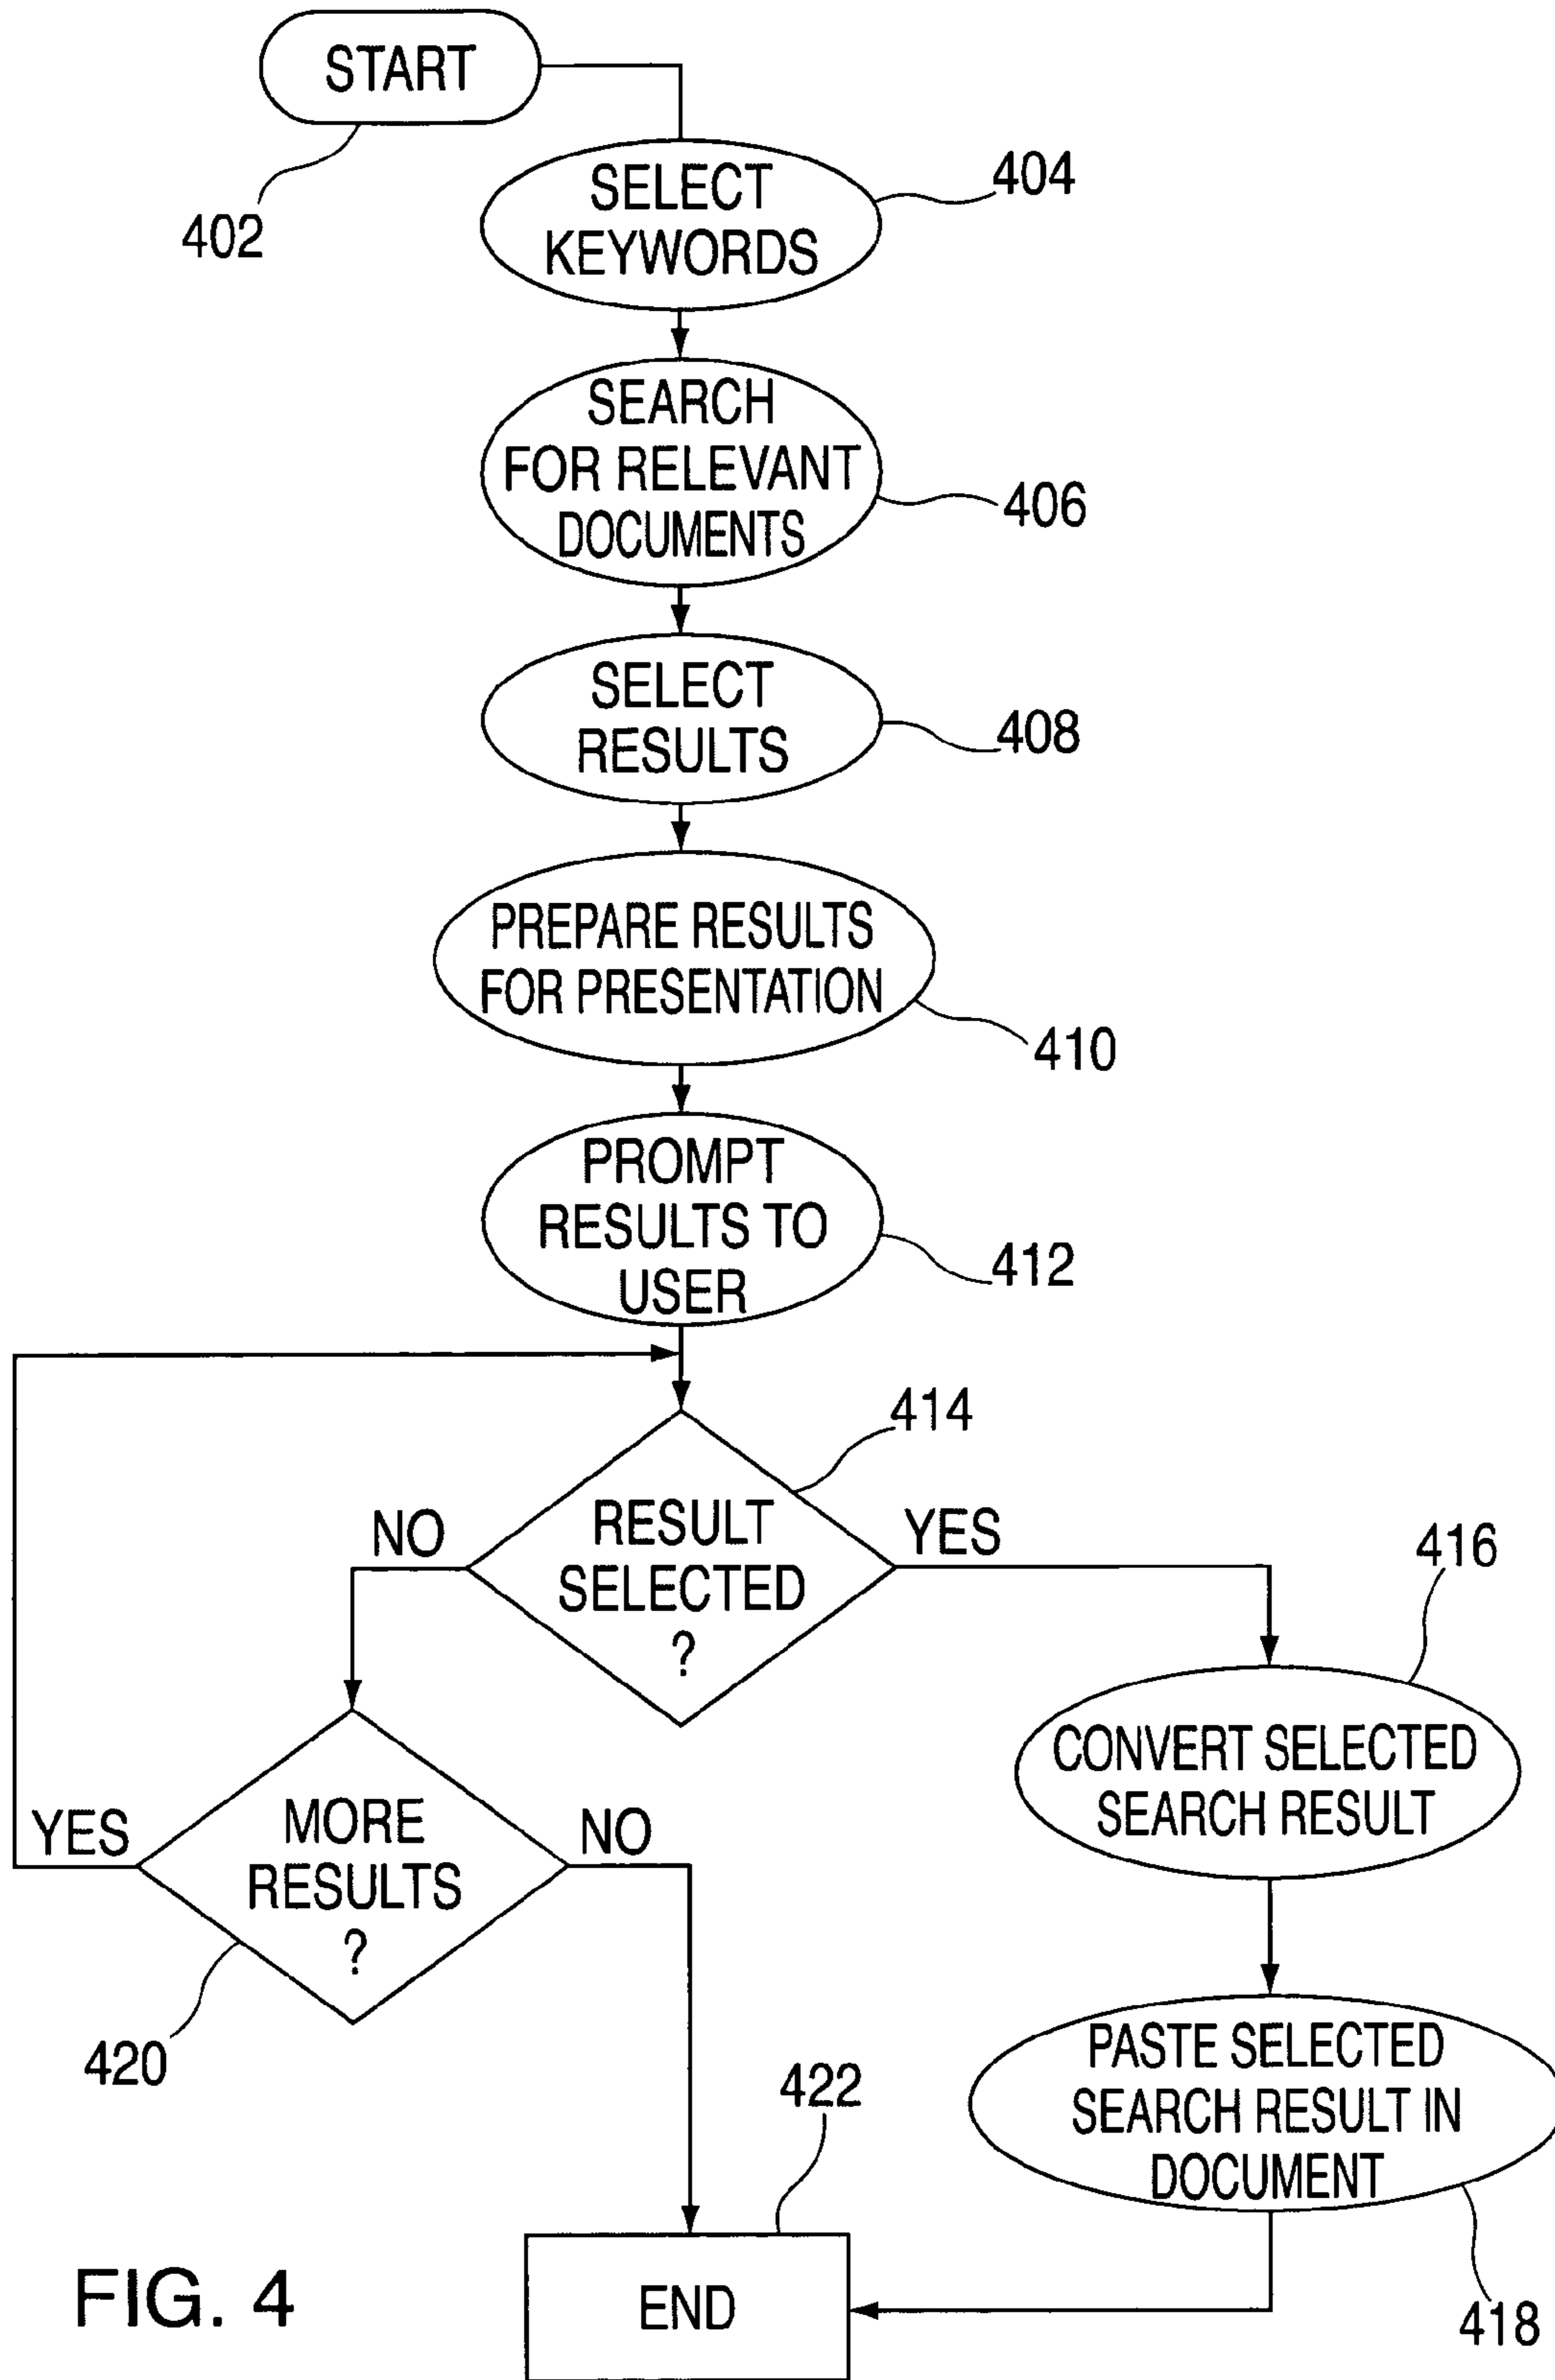 START
402
SELECT
KEYWORDS
404
SEARCH
FOR RELEVANT
DOCUMENTS
406
SELECT
RESULTS
408
PREPARE RESULTS
FOR PRESENTATION
410
PROMPT
RESULTS TO
USER
412
414
RESULT
SELECTED
?
NO
YES
416
CONVERT SELECTED
SEARCH RESULT
MORE
RESULTS
?
YES
NO
420
PASTE SELECTED
SEARCH RESULT IN
DOCUMENT
418
422
END
FIG. 4